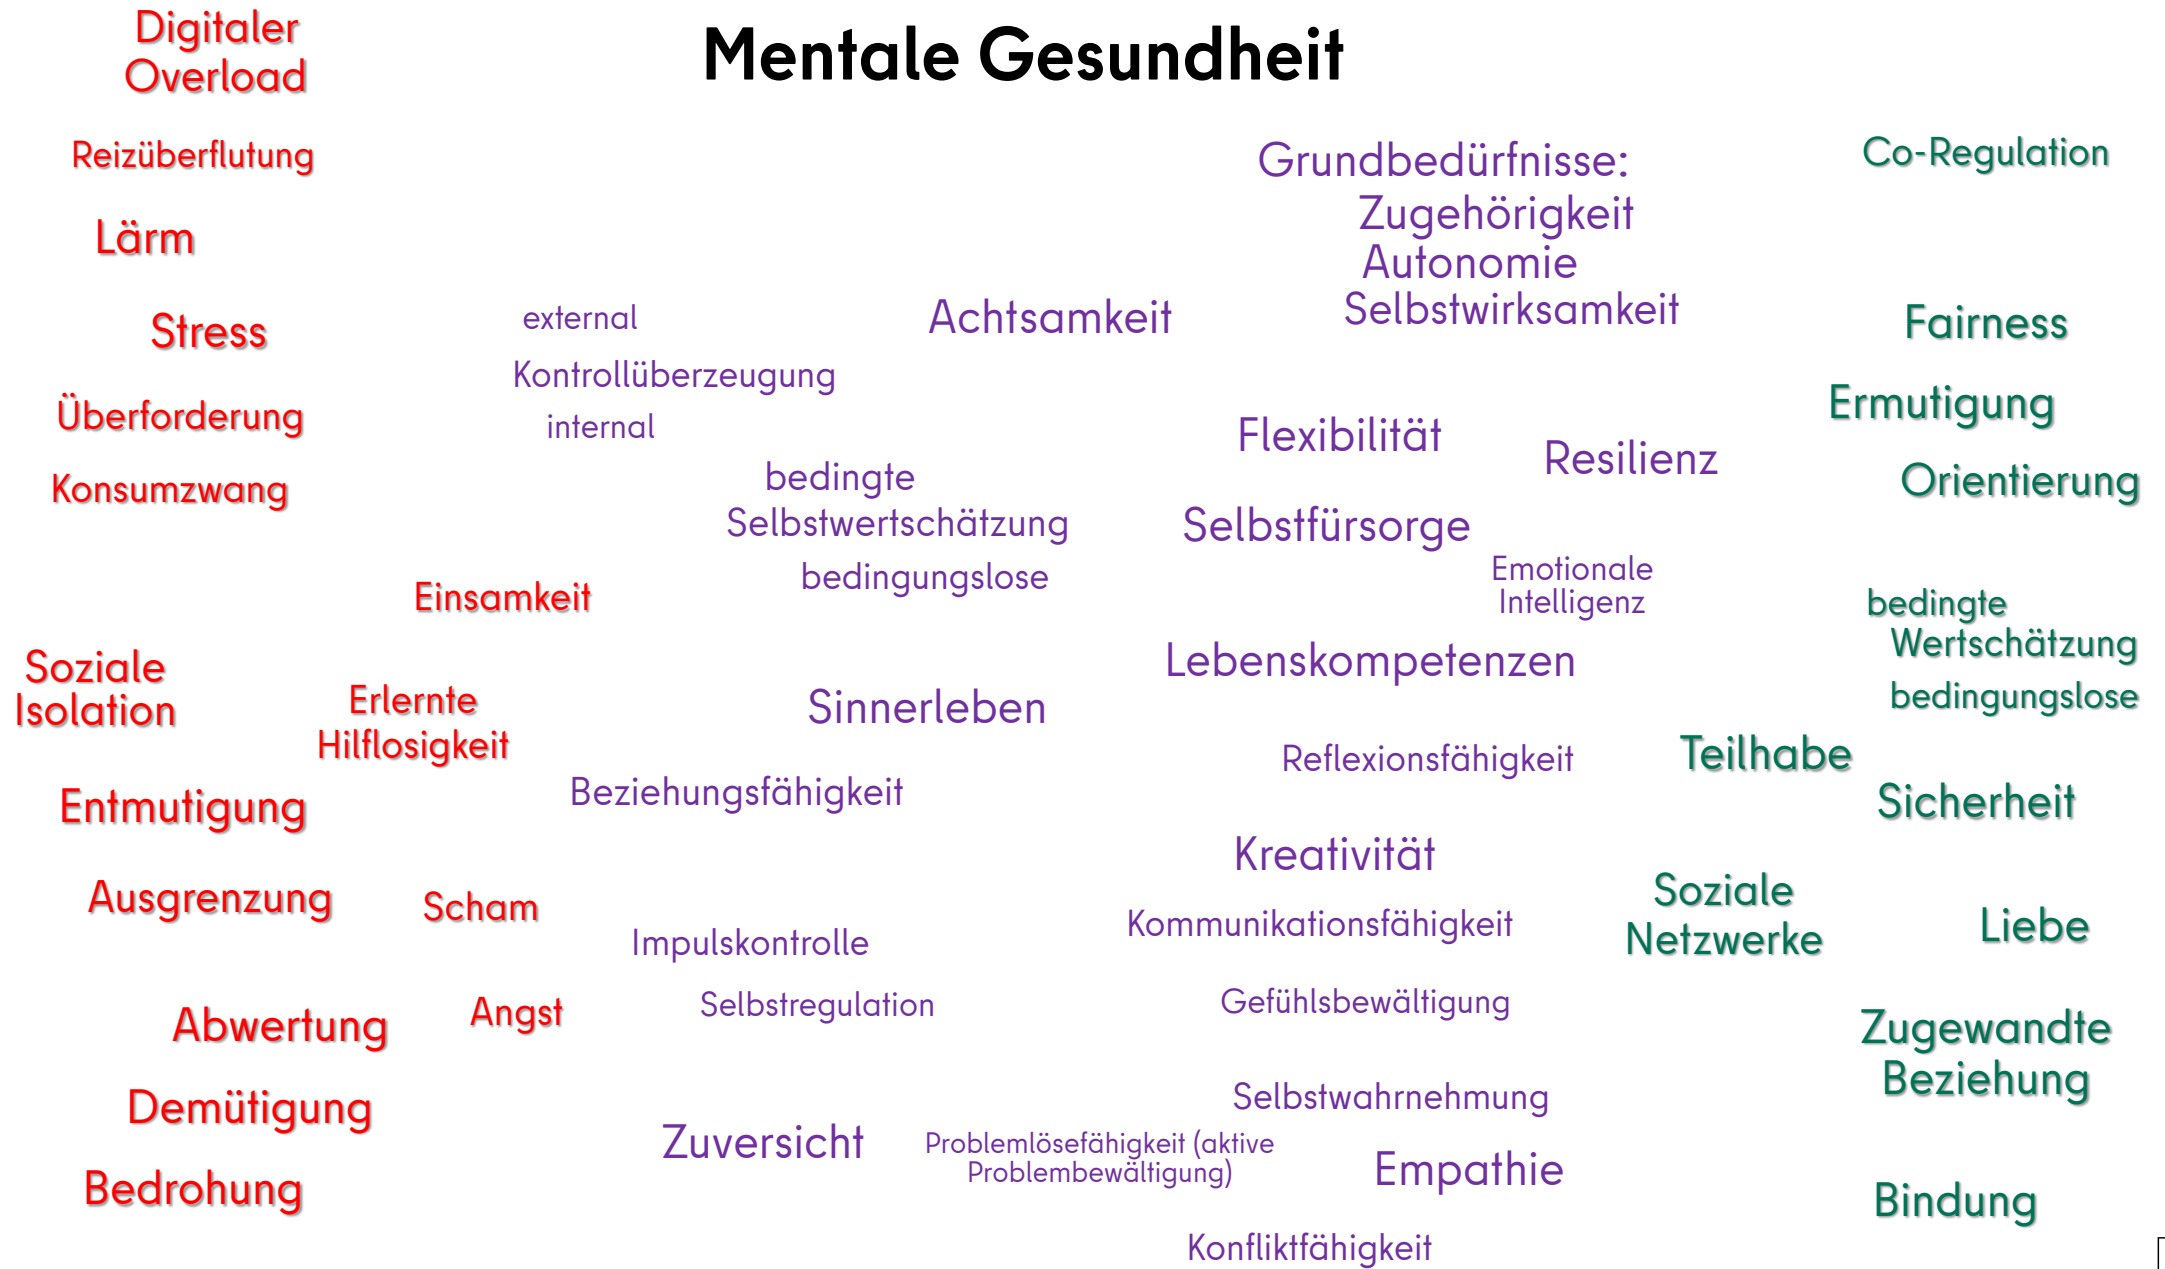 Mentale Gesundheit
Digitaler
Overload
Reizüberflutung
Lärm
Stress
Überforderung
Konsumzwang
Einsamkeit
Soziale
Isolation
Erlernte
Hilflosigkeit
Entmutigung
Ausgrenzung
Scham
Abwertung
Angst
Demütigung
Bedrohung
external
Kontrollüberzeugung
internal
Achtsamkeit
bedingte
Selbstwertschätzung
bedingungslose
Sinnerleben
Beziehungsfähigkeit
Impulskontrolle
Selbstregulation
Zuversicht
Problemlösefähigkeit (aktive
Problembewältigung)
Grundbedürfnisse:
Zugehörigkeit
Autonomie
Selbstwirksamkeit
Flexibilität
Resilienz
Selbstfürsorge
Emotionale
Intelligenz
Lebenskompetenzen
Reflexionsfähigkeit
Kreativität
Kommunikationsfähigkeit
Gefühlsbewältigung
Selbstwahrnehmung
Empathie
Konfliktfähigkeit
Co-Regulation
Fairness
Ermutigung
Orientierung
bedingte
Wertschätzung
bedingungslose
Teilhabe
Sicherheit
Soziale
Netzwerke
Liebe
Zugewandte
Beziehung
Bindung